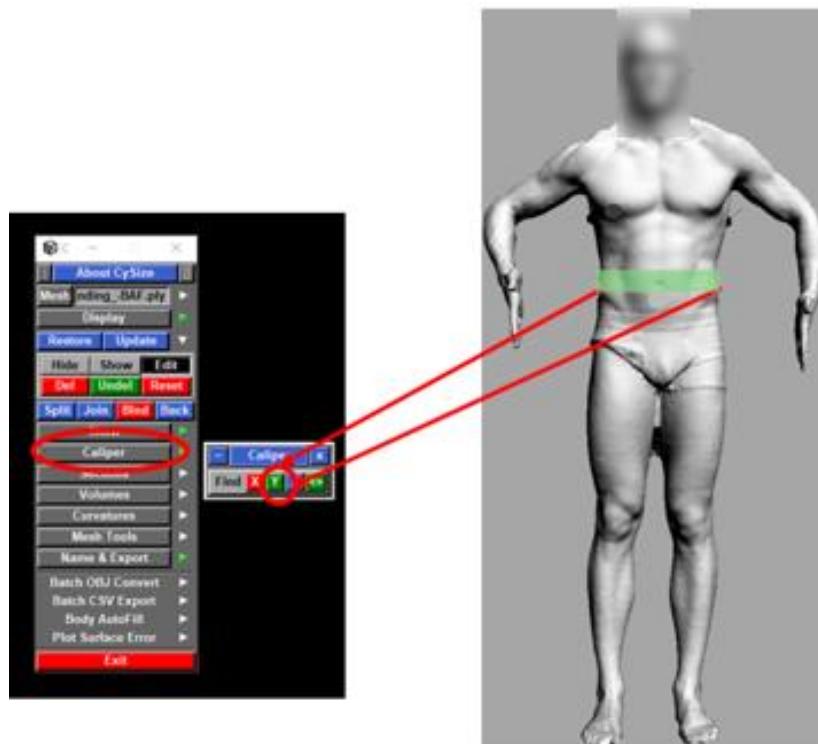 About CySize
Mesh nding_-BAF.ply
Display
Restore Update
Hide Show Edit
Del Undel Reset
Split Join Blnd Back
Caliper
Volumes
Curvatures
Mesh Tools
Name & Export
Batch OBJ Convert
Batch CSV Export
Body AutoFill
Plot Surface Error
Exit
- Caliper x
Find X Y